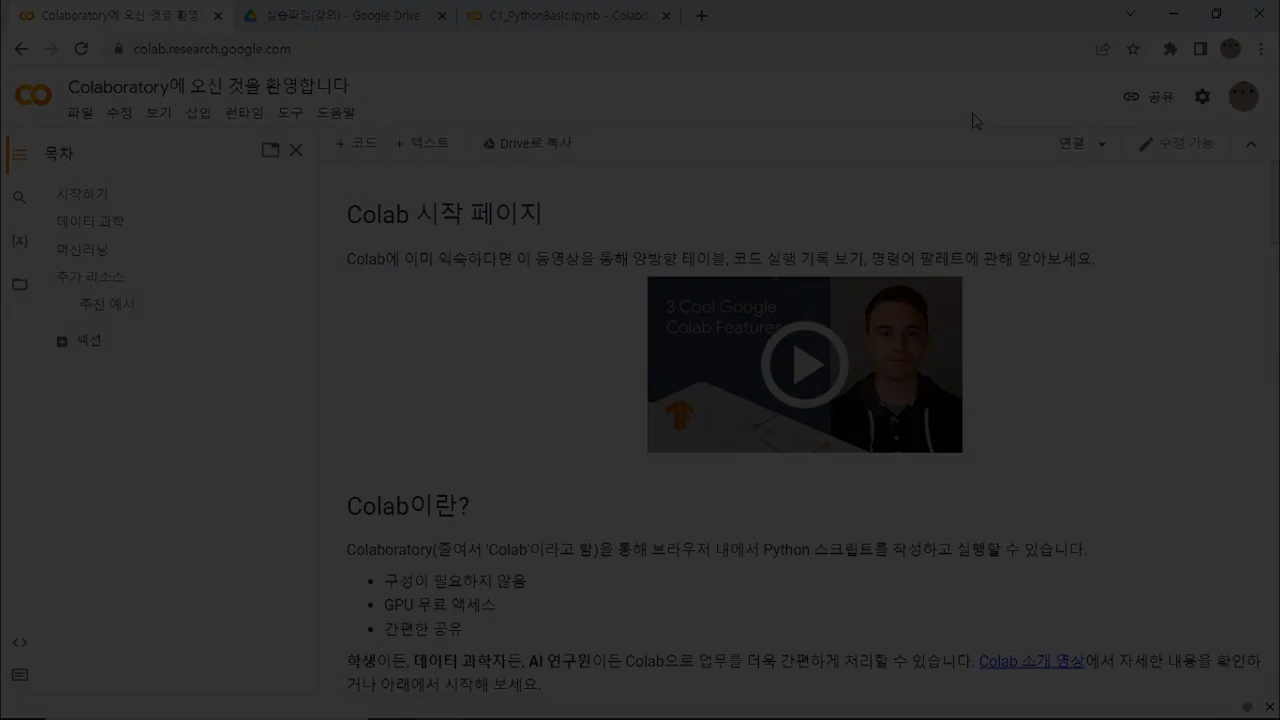 Colaboratory에 오신 것을 환영
실습파일(강의) - Google Drive
C1_PythonBasic.ipynb - Colabo
colab.research.google.com
Colaboratory에 오신 것을 환영합니다
파일 수정 보기 삽입 런타임 도구 도움말
공유
목차
+ 코드 + 텍스트 Drive로 복사
연결
수정 가능
시작하기
데이터 과학
머신러닝
추가 리소스
추천 예시
섹션
Colab 시작 페이지
Colab에 이미 익숙하다면 이 동영상을 통해 양방향 테이블, 코드 실행 기록 보기, 명령어 팔레트에 관해 알아보세요.
3 Cool Google
Colab Features
Colab이란?
Colaboratory(줄여서 'Colab'이라고 함)을 통해 브라우저 내에서 Python 스크립트를 작성하고 실행할 수 있습니다.
• 구성이 필요하지 않음
• GPU 무료 액세스
• 간편한 공유
학생이든, 데이터 과학자든, AI 연구원이든 Colab으로 업무를 더욱 간편하게 처리할 수 있습니다. Colab 소개 영상에서 자세한 내용을 확인하
거나 아래에서 시작해 보세요.